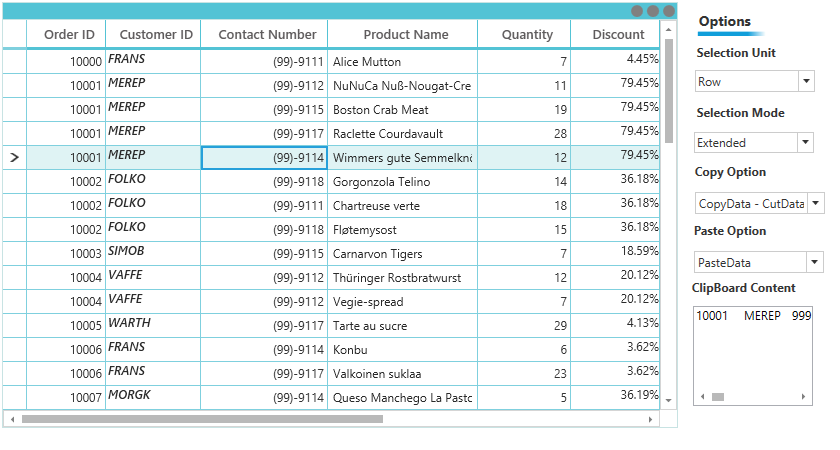 Options
Order ID Customer ID Contact Number Product Name Quantity Discount
10000 FRANS (99)-9111 Alice Mutton 7 4.45%
10001 MEREP (99)-9112 NuNuCa Nuß-Nougat-Cre 11 79.45%
10001 MEREP (99)-9115 Boston Crab Meat 19 79.45%
10001 MEREP (99)-9117 Raclette Courdavault 28 79.45%
10001 MEREP (99)-9114 Wimmers gute Semmelkn 12 79.45%
10002 FOLKO (99)-9118 Gorgonzola Telino 14 36.18%
10002 FOLKO (99)-9111 Chartreuse verte 18 36.18%
10002 FOLKO (99)-9118 Fløtemysost 15 36.18%
10003 SIMOB (99)-9115 Carnarvon Tigers 7 18.59%
10004 VAFFE (99)-9112 Thüringer Rostbratwurst 12 20.12%
10004 VAFFE (99)-9112 Vegie-spread 7 20.12%
10005 WARTH (99)-9117 Tarte au sucre 29 4.13%
10006 FRANS (99)-9114 Konbu 6 3.62%
10006 FRANS (99)-9117 Valkoinen suklaa 23 3.62%
10007 MORGK (99)-9114 Queso Manchego La Pasto 5 36.19%
Selection Unit
Row
Selection Mode
Extended
Copy Option
CopyData - CutData
Paste Option
PasteData
ClipBoard Content
10001 MEREP 999